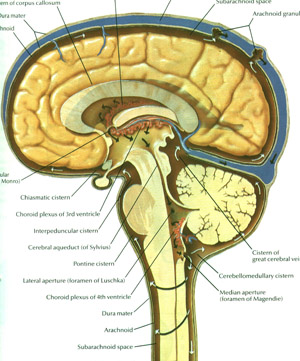 of corpus callosum
Dura mater
Subarachnoid space
Arachnoid granul
hnoid
ular
Monro)
Chiasmatic cistern
Choroid plexus of 3rd ventricle
Interpeduncular cistern
Cerebral aqueduct (of Sylvius)
Pontine cistern
Lateral aperture (foramen of Luschka)
Choroid plexus of 4th ventricle
Dura mater
Arachnoid
Subarachnoid space
Cistern of
great cerebral vei
Cerebellomedullary cistern
Median aperture
(foramen of Magendie)